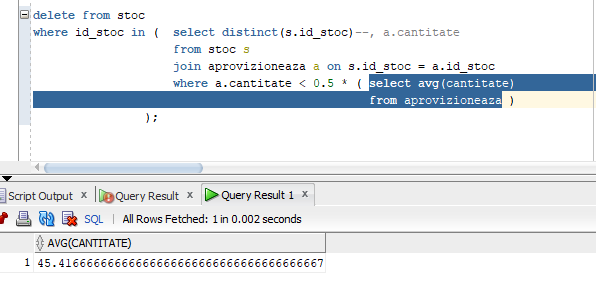 delete from stoc
where id_stoc in ( select distinct(s.id_stoc)--, a.cantitate
from stoc s
join aprovizioneaza a on s.id_stoc = a.id_stoc
where a.cantitate < 0.5 * ( select avg(cantitate)
from aprovizioneaza )
);
Script Output x Query Result x Query Result 1 x
SQL | All Rows Fetched: 1 in 0.002 seconds
AVG(CANTITATE)
1 45.4166666666666666666666666666666666667